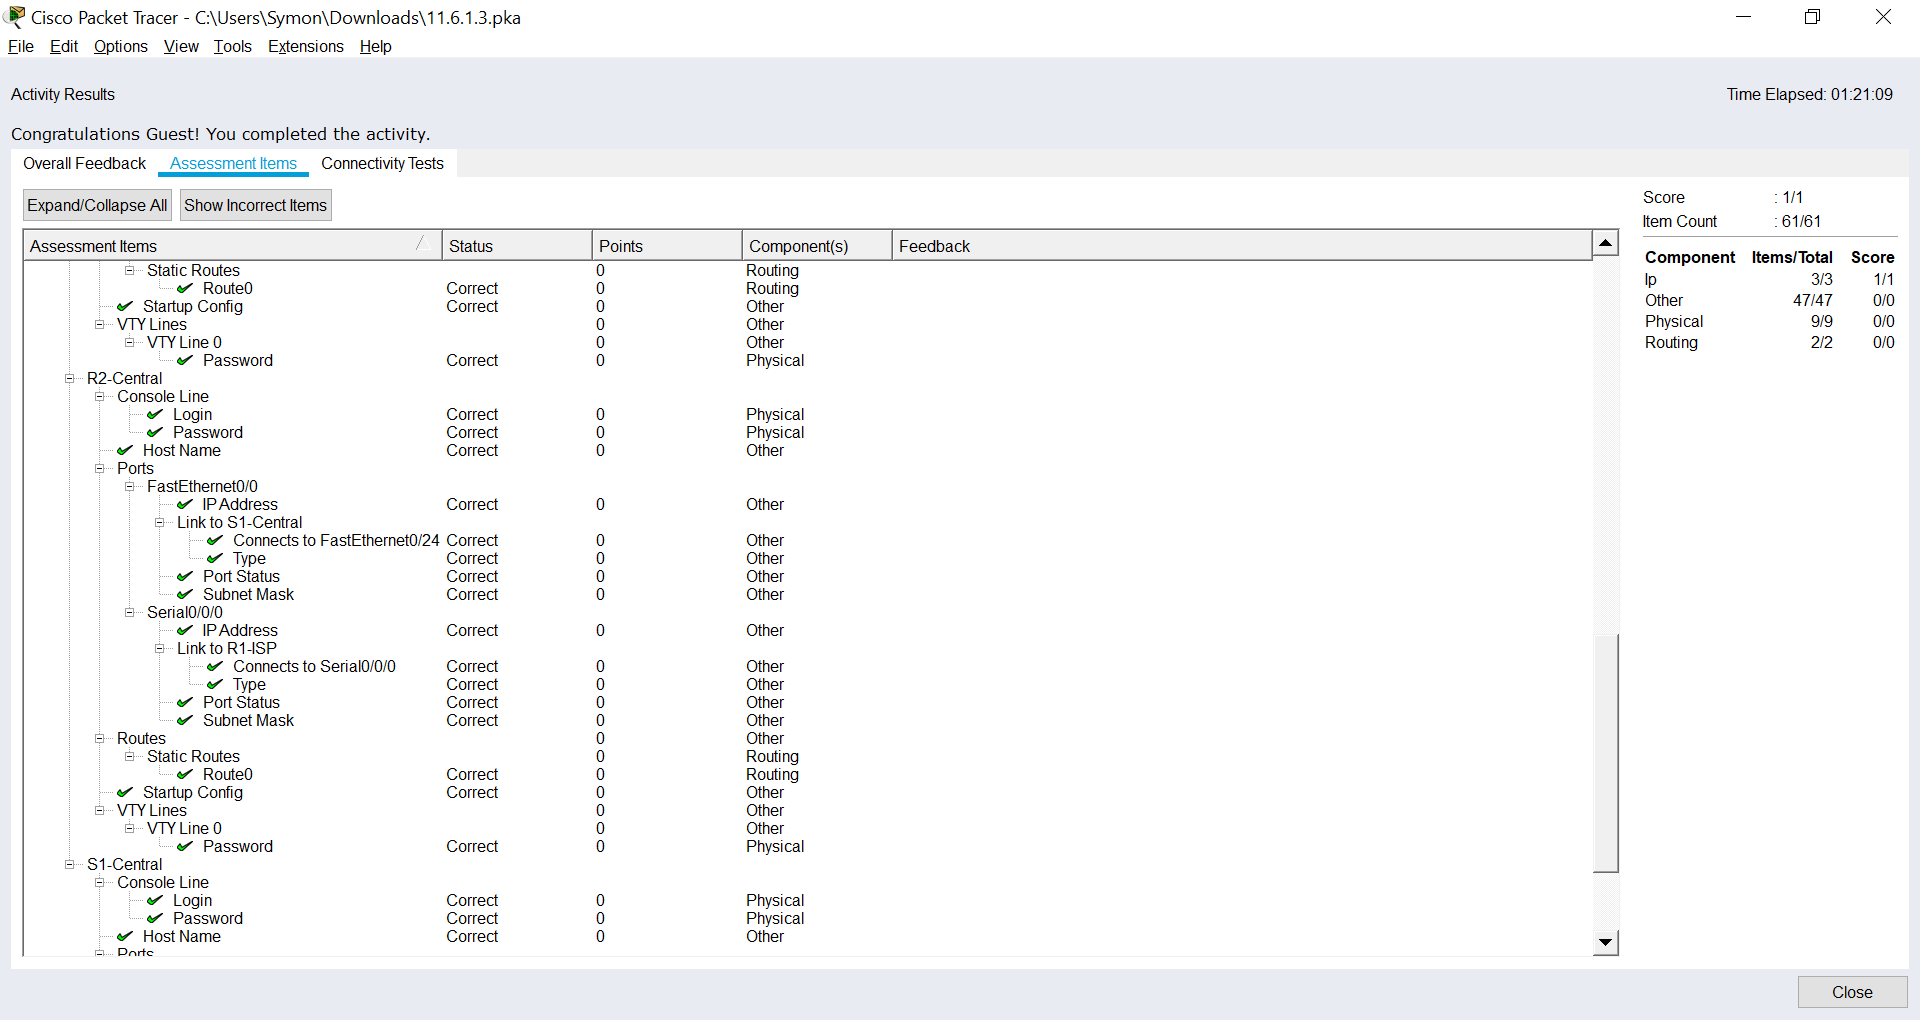 Cisco Packet Tracer - C:\Users\Symon\Downloads\11.6.1.3.pka
File Edit Options View Tools Extensions Help
Activity Results
Time Elapsed: 01:21:09
Congratulations Guest! You completed the activity.
Overall Feedback Assessment Items Connectivity Tests
Expand/Collapse All Show Incorrect Items
Assessment Items Status Points Component(s) Feedback
Static Routes 0 Routing
Route0 Correct 0 Routing
Startup Config Correct 0 Other
VTY Lines 0 Other
VTY Line 0 0 Other
Password Correct 0 Physical
R2-Central
Console Line
Login Correct 0 Physical
Password Correct 0 Physical
Host Name Correct 0 Other
Ports
FastEthernet0/0
IP Address Correct 0 Other
Link to S1-Central
Connects to FastEthernet0/24 Correct 0 Other
Type Correct 0 Other
Port Status Correct 0 Other
Subnet Mask Correct 0 Other
Serial0/0/0
IP Address Correct 0 Other
Link to R1-ISP
Connects to Serial0/0/0 Correct 0 Other
Type Correct 0 Other
Port Status Correct 0 Other
Subnet Mask Correct 0 Other
Routes 0 Other
Static Routes 0 Routing
Route0 Correct 0 Routing
Startup Config Correct 0 Other
VTY Lines 0 Other
VTY Line 0 0 Other
Password Correct 0 Physical
S1-Central
Console Line
Login Correct 0 Physical
Password Correct 0 Physical
Host Name Correct 0 Other
Ports
Score : 1/1
Item Count : 61/61
Component Items/Total Score
Ip 3/3 1/1
Other 47/47 0/0
Physical 9/9 0/0
Routing 2/2 0/0
Close